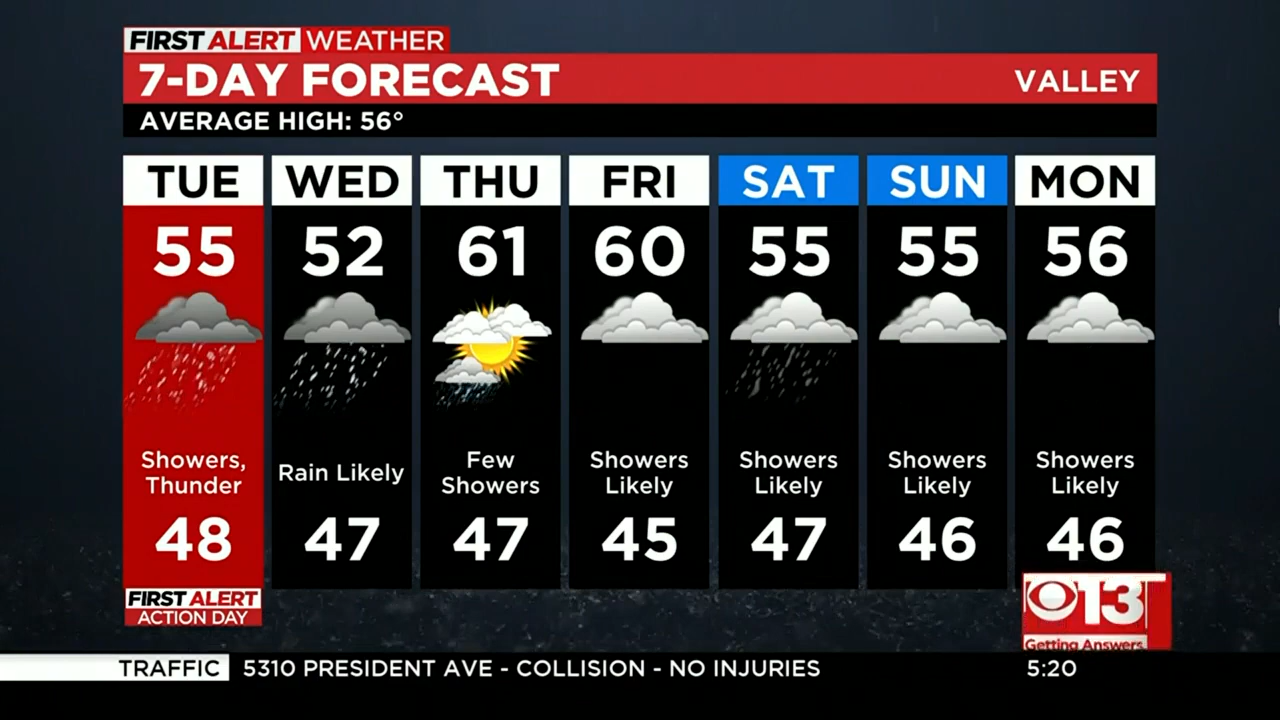 FIRST ALERT WEATHER
7-DAY FORECAST
VALLEY
AVERAGE HIGH: 56°
TUE
55
Showers,
Thunder
48
FIRST ALERT
ACTION DAY
WED
52
Rain Likely
47
THU
61
Few
Showers
47
FRI
60
Showers
Likely
45
SAT
55
Showers
Likely
47
SUN
55
Showers
Likely
46
MON
56
Showers
Likely
46
13
Getting Answers
TRAFFIC 5310 PRESIDENT AVE - COLLISION - NO INJURIES 5:20